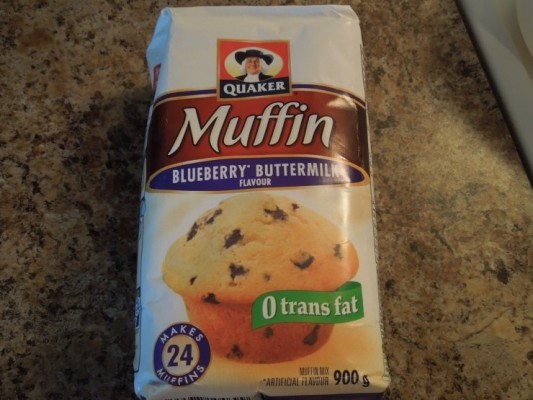 QUAKER
Muffin
BLUEBERRY* BUTTERMILK
FLAVOUR
0 trans fat
MAKES
24
MUFFINS
MUFFIN MIX
*ARTIFICIAL FLAVOUR 900 g